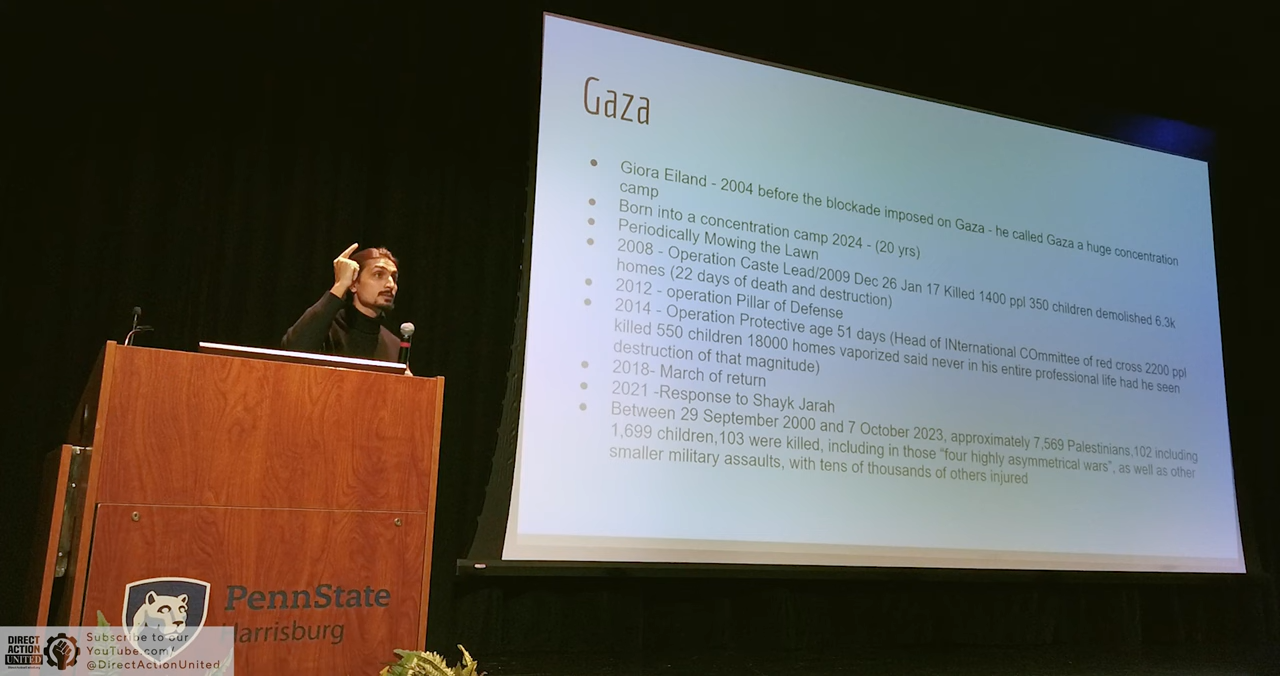 Gaza
Giora Eiland - 2004 before the blockade imposed on Gaza - he called Gaza a huge concentration
camp
Born into a concentration camp 2024 - (20 yrs)
Periodically Mowing the Lawn
2008 - Operation Caste Lead/2009 Dec 26 Jan 17 Killed 1400 ppl 350 children demolished 6.3k
homes (22 days of death and destruction)
2012 - operation Pillar of Defense
2014 - Operation Protective age 51 days (Head of INternational COmmittee of red cross 2200 ppl
killed 550 children 18000 homes vaporized said never in his entire professional life had he seen
destruction of that magnitude)
2018- March of return
2021 -Response to Shayk Jarah
Between 29 September 2000 and 7 October 2023, approximately 7,569 Palestinians,102 including
1,699 children,103 were killed, including in those “four highly asymmetrical wars”, as well as other
smaller military assaults, with tens of thousands of others injured
PennState
Harrisburg
DIRECT
ACTION
UNITED
Subscribe to our
YouTube.com/
@DirectActionUnited